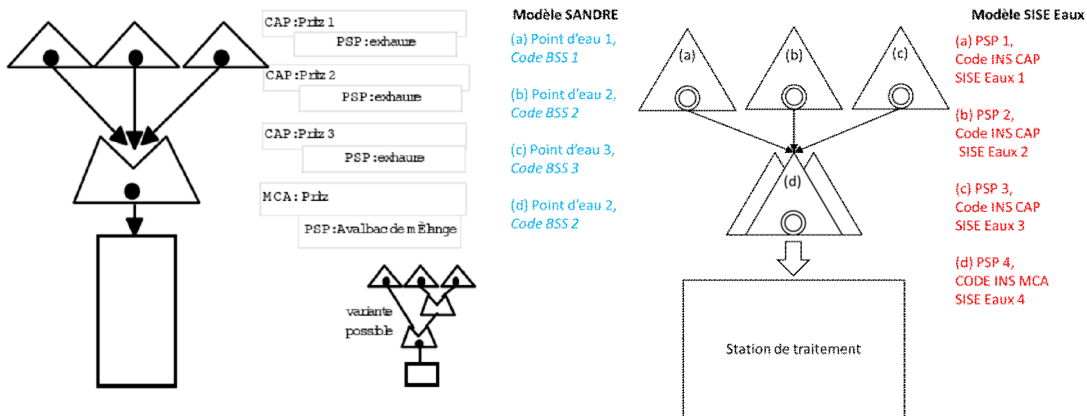 CAP:Pritz 1
PSP:exhaure
CAP:Pritz 2
PSP:exhaure
CAP:Pritz 3
PSP:exhaure
MCA:Pritz
PSP:Avalbac de mÈlange
variante
possible
Modèle SANDRE
(a) Point d'eau 1,
Code BSS 1
(b) Point d'eau 2,
Code BSS 2
(c) Point d'eau 3,
Code BSS 3
(d) Point d'eau 2,
Code BSS 2
(a)
(b)
(c)
(d)
Station de traitement
Modèle SISE Eaux
(a) PSP 1,
Code INS CAP
SISE Eaux 1
(b) PSP 2,
Code INS CAP
SISE Eaux 2
(c) PSP 3,
Code INS CAP
SISE Eaux 3
(d) PSP 4,
CODE INS MCA
SISE Eaux 4